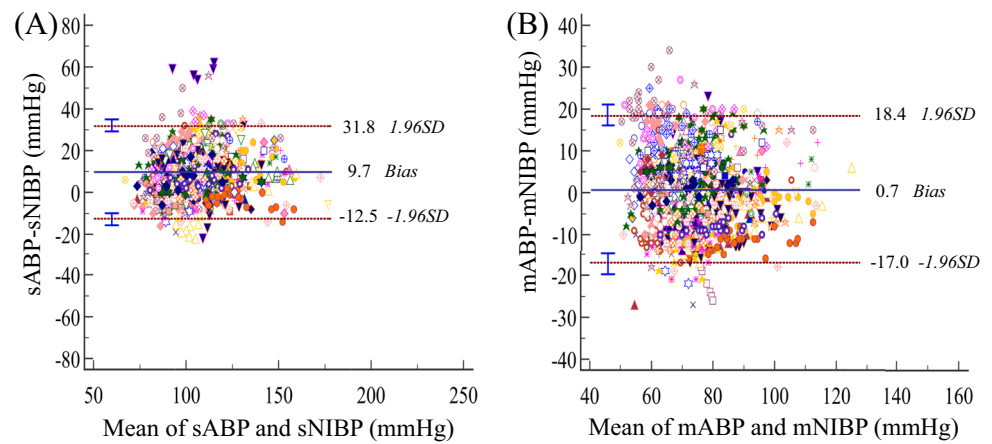 (A)
sABP-sNIBP (mmHg)
80
60
40
20
0
-20
-40
-60
-80
31.8 1.96SD
9.7 Bias
-12.5 -1.96SD
50 100 150 200 250
Mean of sABP and sNIBP (mmHg)
(B)
mABP-mNIBP (mmHg)
40
30
20
10
0
-10
-20
-30
-40
18.4 1.96SD
0.7 Bias
-17.0 -1.96SD
40 60 80 100 120 140 160
Mean of mABP and mNIBP (mmHg)